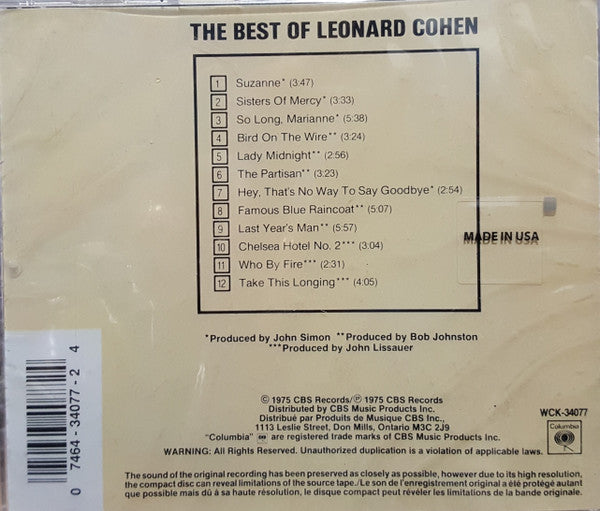 THE BEST OF LEONARD COHEN
1 Suzanne* (3:47)
2 Sisters Of Mercy* (3:33)
3 So Long, Marianne* (5:38)
4 Bird On The Wire** (3:24)
5 Lady Midnight** (2:56)
6 The Partisan** (3:23)
7 Hey, That's No Way To Say Goodbye* (2:54)
8 Famous Blue Raincoat** (5:07)
9 Last Year's Man** (5:57)
10 Chelsea Hotel No. 2*** (3:04)
11 Who By Fire*** (2:31)
12 Take This Longing*** (4:05)
MADE IN USA
*Produced by John Simon **Produced by Bob Johnston
***Produced by John Lissauer
© 1975 CBS Records/℗ 1975 CBS Records
Distributed by CBS Music Products Inc.
Distribué par Produits de Musique CBS Inc.,
1113 Leslie Street, Don Mills, Ontario M3C 2J9
"Columbia" are registered trade marks of CBS Music Products Inc.
WARNING: All Rights Reserved. Unauthorized duplication is a violation of applicable laws.
WCK-34077
Columbia
The sound of the original recording has been preserved as closely as possible, however due to its high resolution,
the compact disc can reveal limitations of the source tape./Le son de l'enregistrement original a été protégé autant
que possible mais dû à sa haute résolution, le disque compact peut révéler les limitations de la bande originale.
0 7464-34077-2 4